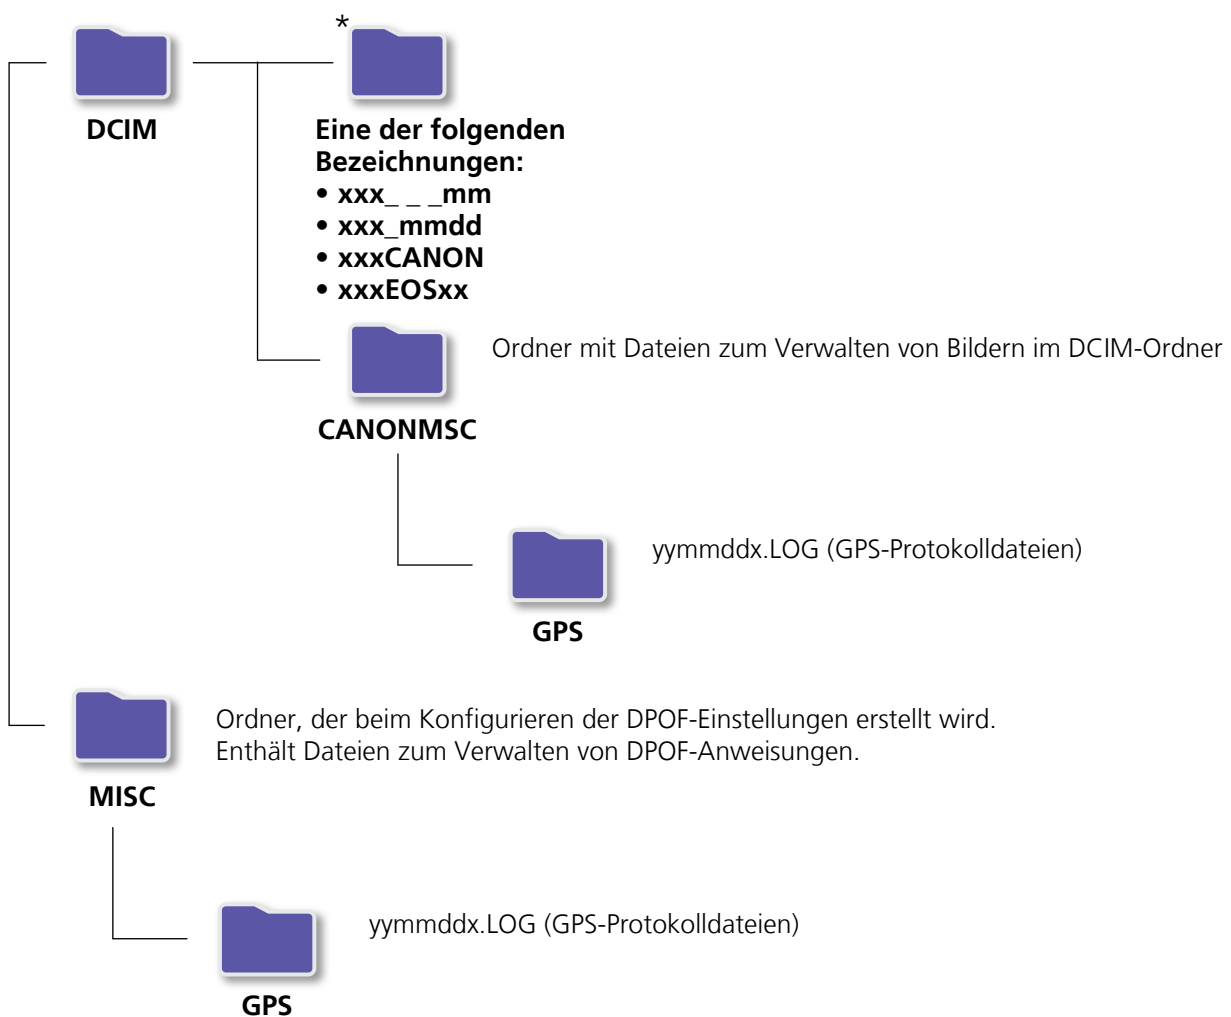 *
DCIM
Eine der folgenden
Bezeichnungen:
• xxx_ _ _mm
• xxx_mmdd
• xxxCANON
• xxxEOSxx
Ordner mit Dateien zum Verwalten von Bildern im DCIM-Ordner
CANONMSC
yymmddx.LOG (GPS-Protokolldateien)
GPS
Ordner, der beim Konfigurieren der DPOF-Einstellungen erstellt wird.
Enthält Dateien zum Verwalten von DPOF-Anweisungen.
MISC
yymmddx.LOG (GPS-Protokolldateien)
GPS